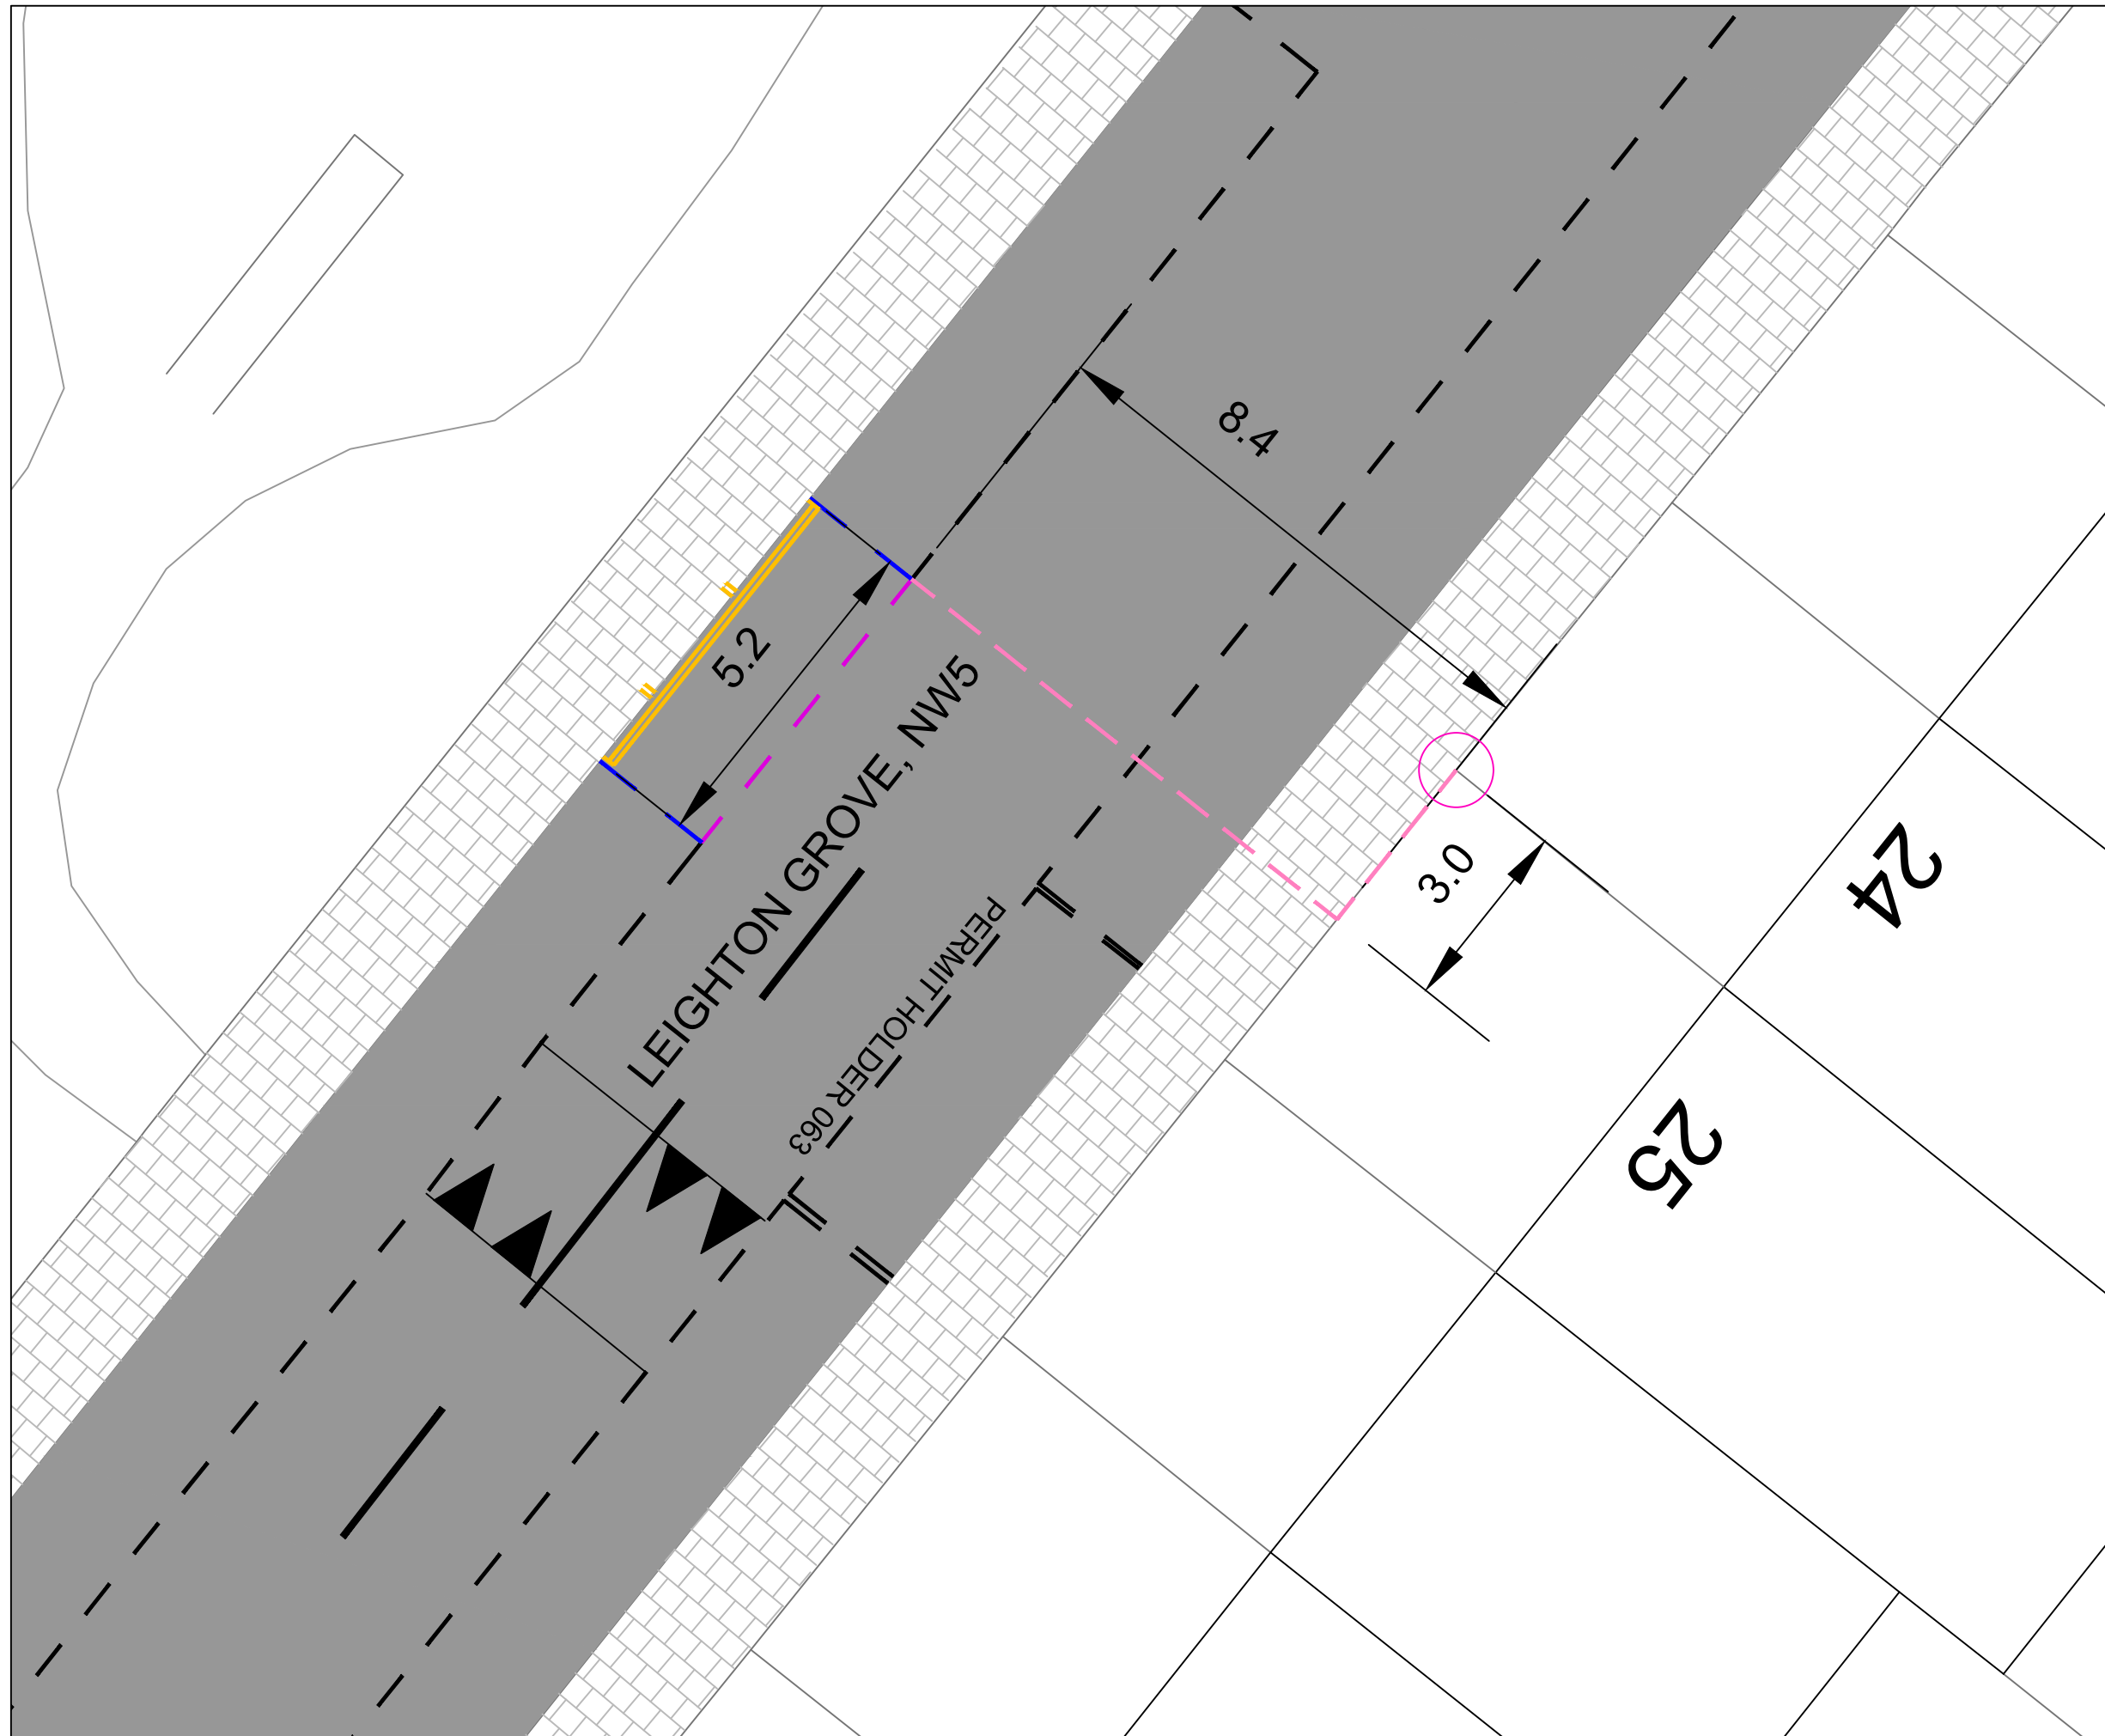 8.4
5.2
LEIGHTON GROVE, NW5
3.0
24
PERMIT HOLDER 063
25